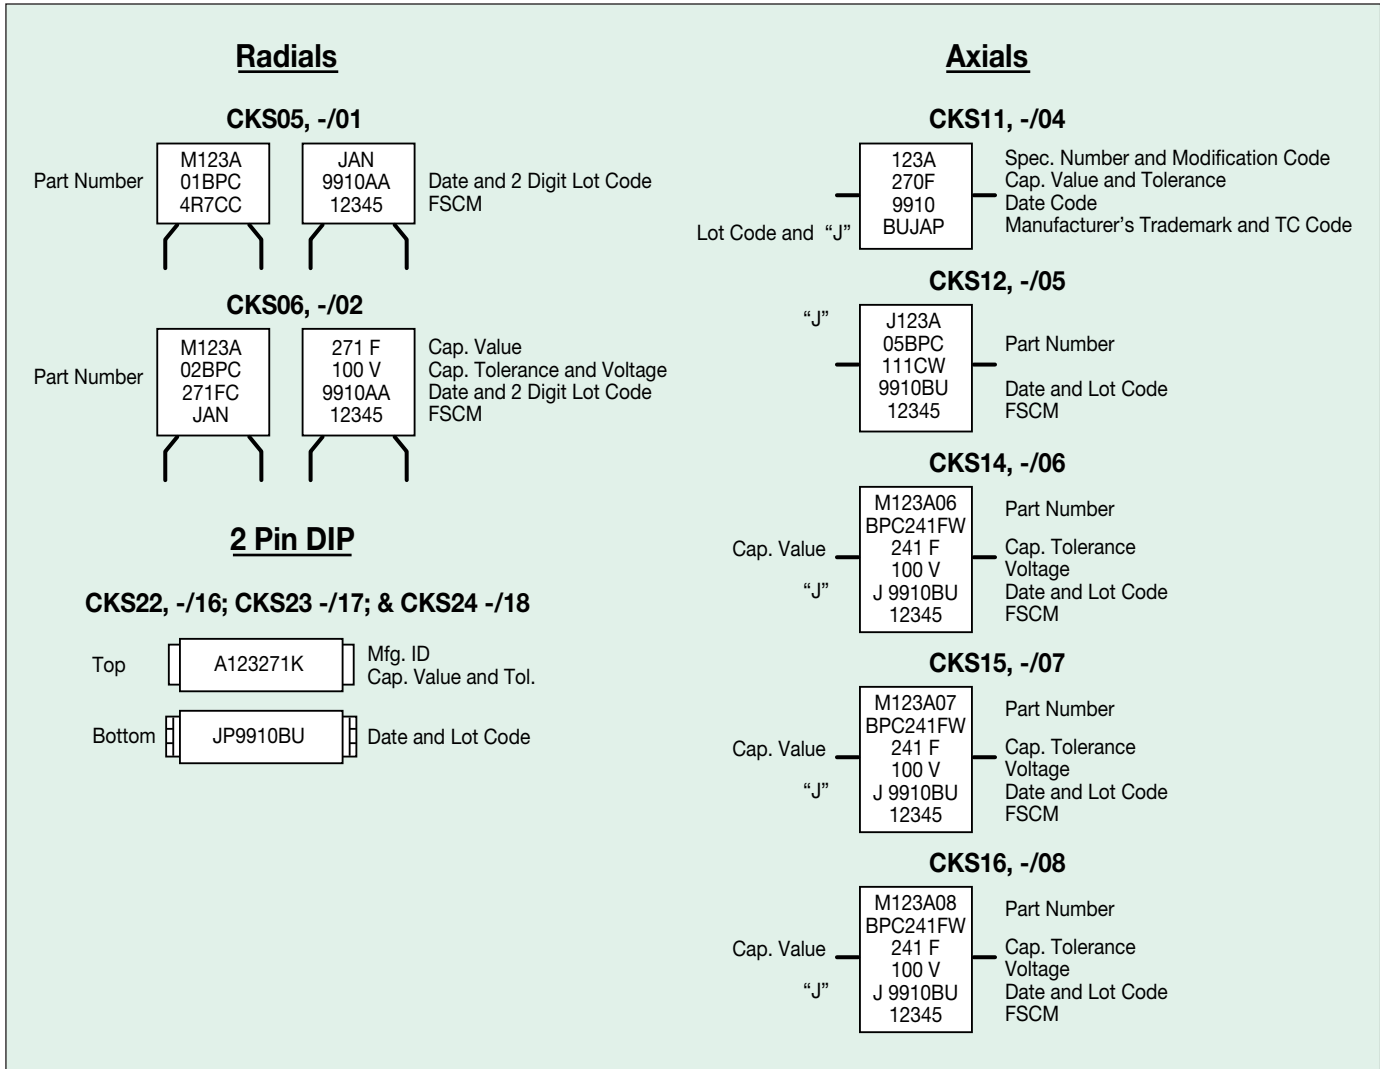 Radials
CKS05, -/01
Part Number
M123A
01BPC
4R7CC
JAN
9910AA
12345
Date and 2 Digit Lot Code
FSCM
CKS06, -/02
Part Number
M123A
02BPC
271FC
JAN
271 F
100 V
9910AA
12345
Cap. Value
Cap. Tolerance and Voltage
Date and 2 Digit Lot Code
FSCM
2 Pin DIP
CKS22, -/16; CKS23 -/17; & CKS24 -/18
Top
A123271K
Mfg. ID
Cap. Value and Tol.
Bottom
JP9910BU
Date and Lot Code
Axials
CKS11, -/04
Lot Code and “J”
123A
270F
9910
BUJAP
Spec. Number and Modification Code
Cap. Value and Tolerance
Date Code
Manufacturer’s Trademark and TC Code
CKS12, -/05
“J”
J123A
05BPC
111CW
9910BU
12345
Part Number
Date and Lot Code
FSCM
CKS14, -/06
Cap. Value
“J”
M123A06
BPC241FW
241 F
100 V
J 9910BU
12345
Part Number
Cap. Tolerance
Voltage
Date and Lot Code
FSCM
CKS15, -/07
Cap. Value
“J”
M123A07
BPC241FW
241 F
100 V
J 9910BU
12345
Part Number
Cap. Tolerance
Voltage
Date and Lot Code
FSCM
CKS16, -/08
Cap. Value
“J”
M123A08
BPC241FW
241 F
100 V
J 9910BU
12345
Part Number
Cap. Tolerance
Voltage
Date and Lot Code
FSCM